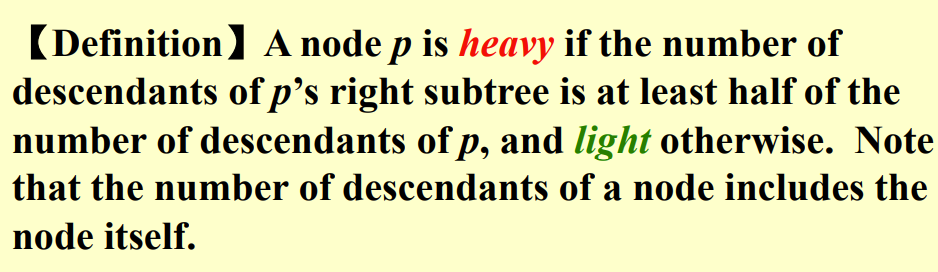 【Definition】A node p is heavy if the number of
descendants of p’s right subtree is at least half of the
number of descendants of p, and light otherwise.  Note
that the number of descendants of a node includes the
node itself.